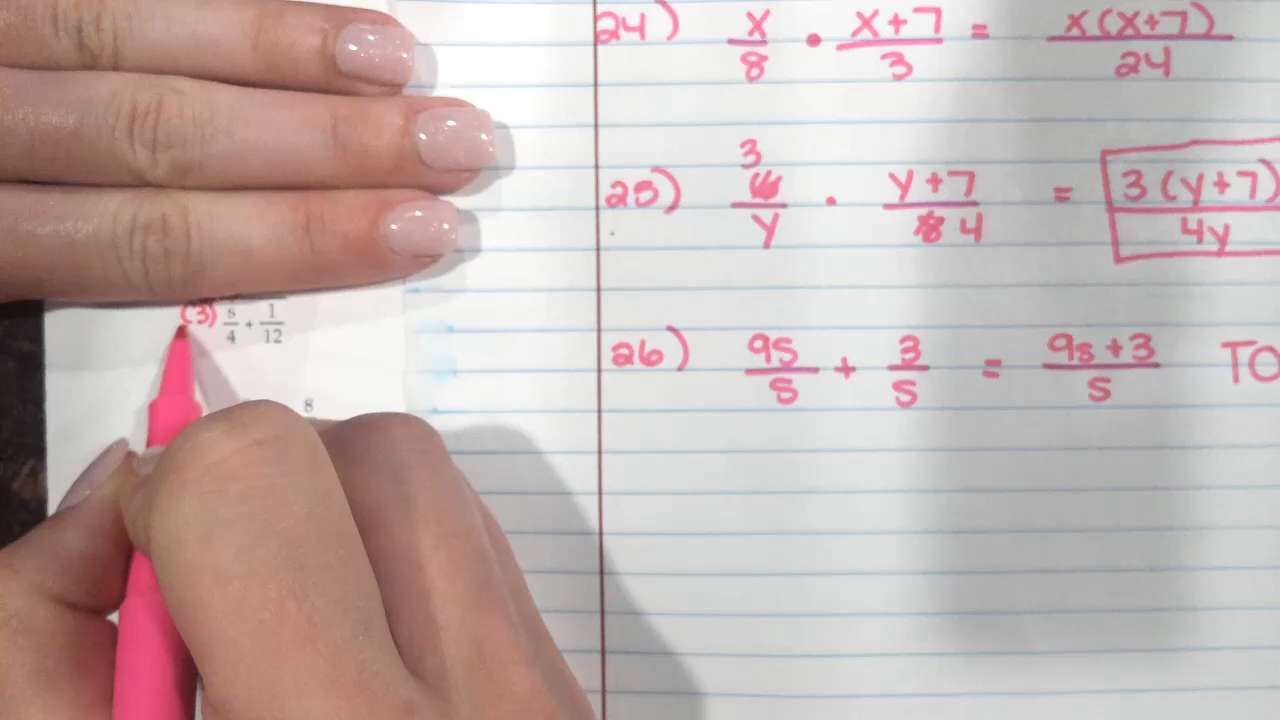 24) x/8 · x+7/3 = x(x+7)/24
25) 3 /y · y+7/8 4 = 3(y+7)/4y
(3) s/4 + 1/12
26) 9s/s + 3/s = 9s+3/s TO
8